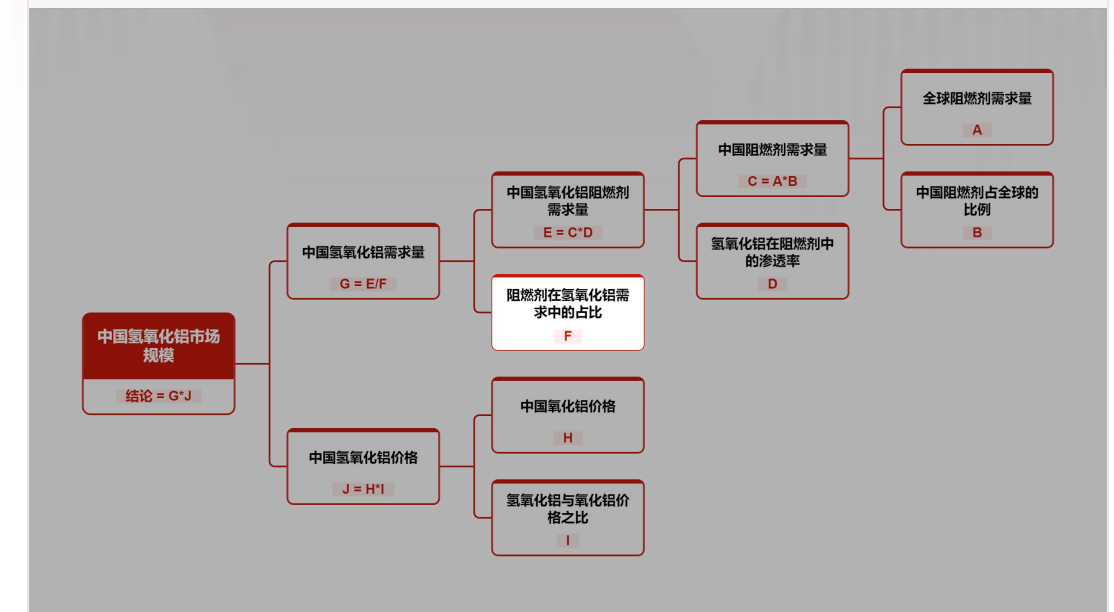 全球阻燃剂需求量
A
中国阻燃剂需求量
C = A*B
中国氢氧化铝阻燃剂
需求量
E = C*D
中国阻燃剂占全球的
比例
B
中国氢氧化铝需求量
G = E/F
氢氧化铝在阻燃剂中
的渗透率
D
阻燃剂在氢氧化铝需
求中的占比
F
中国氢氧化铝市场
规模
结论 = G*J
中国氧化铝价格
H
中国氢氧化铝价格
J = H*I
氢氧化铝与氧化铝价
格之比
I